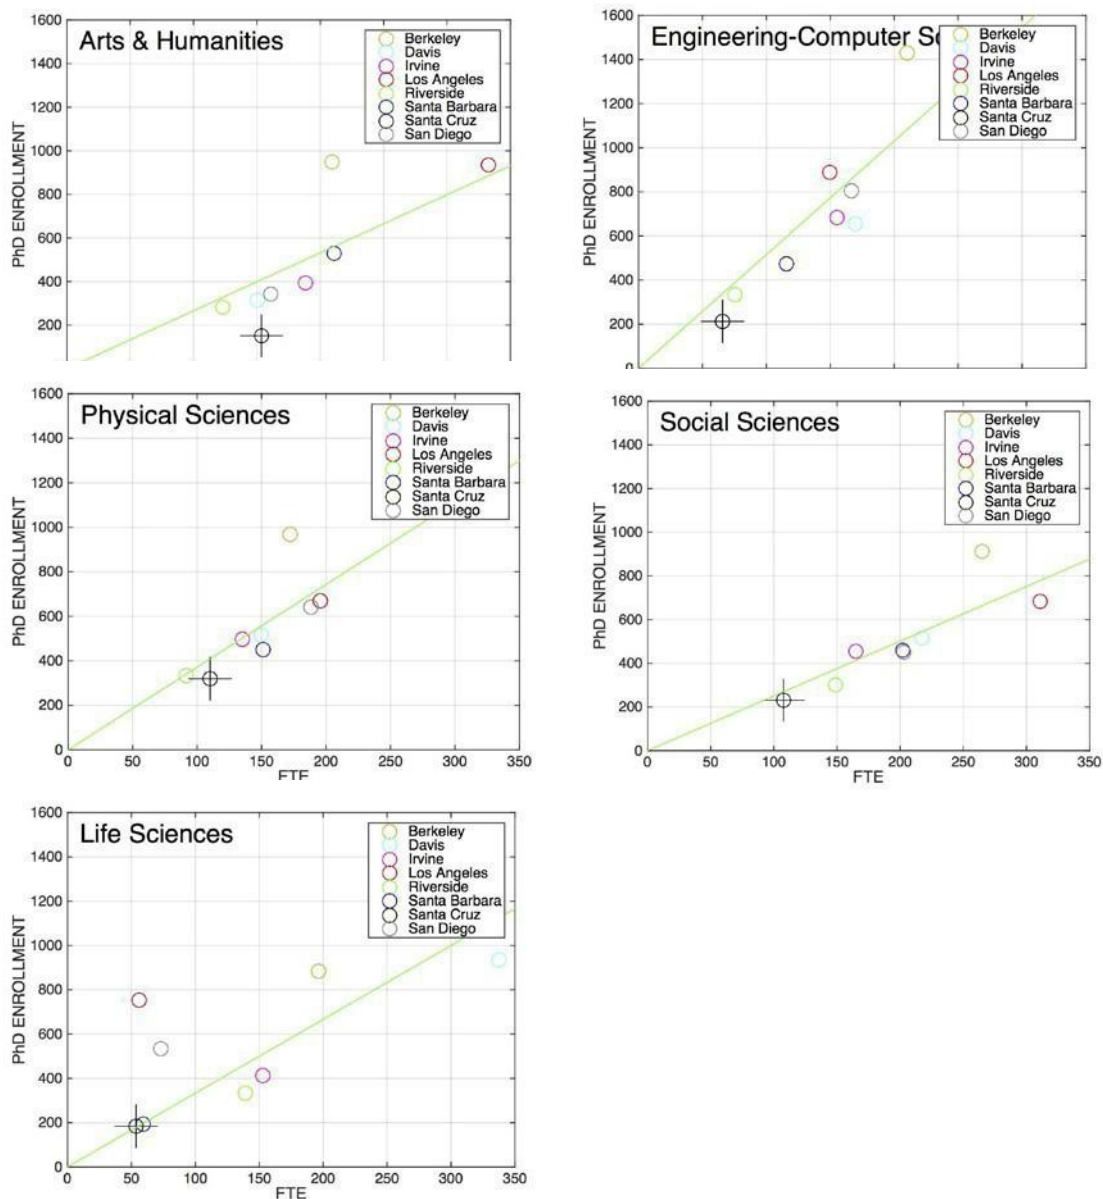 Arts & Humanities
1600
1400
1200
1000
800
600
400
200
PhD ENROLLMENT
Berkeley
Davis
Irvine
Los Angeles
Riverside
Santa Barbara
Santa Cruz
San Diego
Engineering-Computer
1600
1400
1200
1000
800
600
400
200
0
PhD ENROLLMENT
Berkeley
Davis
Irvine
Los Angeles
Riverside
Santa Barbara
Santa Cruz
San Diego
Physical Sciences
1600
1400
1200
1000
800
600
400
200
0
PhD ENROLLMENT
Berkeley
Davis
Irvine
Los Angeles
Riverside
Santa Barbara
Santa Cruz
San Diego
0 50 100 150 200 250 300 350
FTE
Social Sciences
1600
1400
1200
1000
800
600
400
200
0
PhD ENROLLMENT
Berkeley
Davis
Irvine
Los Angeles
Riverside
Santa Barbara
Santa Cruz
San Diego
0 50 100 150 200 250 300 350
FTE
Life Sciences
1600
1400
1200
1000
800
600
400
200
0
PhD ENROLLMENT
Berkeley
Davis
Irvine
Los Angeles
Riverside
Santa Barbara
Santa Cruz
San Diego
0 50 100 150 200 250 300 350
FTE